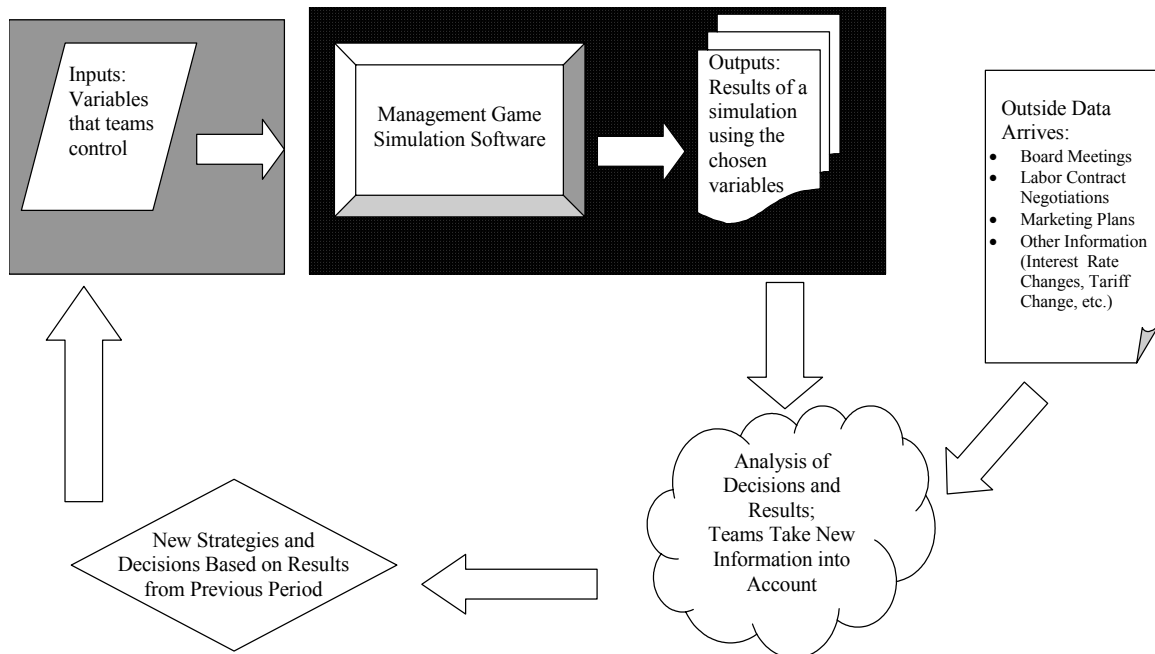 Inputs:
Variables
that teams
control
Management Game
Simulation Software
Outputs:
Results of a
simulation
using the
chosen
variables
Outside Data
Arrives:
• Board Meetings
• Labor Contract
Negotiations
• Marketing Plans
• Other Information
(Interest Rate
Changes, Tariff
Change, etc.)
Analysis of
Decisions and
Results;
Teams Take New
Information into
Account
New Strategies and
Decisions Based on Results
from Previous Period